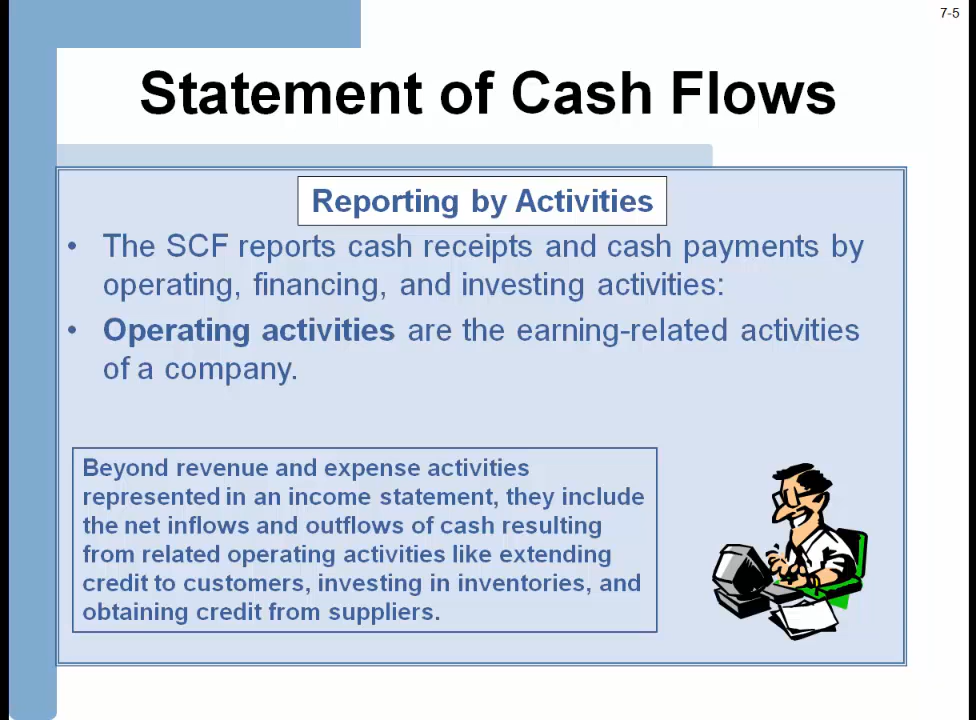 7-5
Statement of Cash Flows
Reporting by Activities
• The SCF reports cash receipts and cash payments by
operating, financing, and investing activities:
• Operating activities are the earning-related activities
of a company.
Beyond revenue and expense activities
represented in an income statement, they include
the net inflows and outflows of cash resulting
from related operating activities like extending
credit to customers, investing in inventories, and
obtaining credit from suppliers.